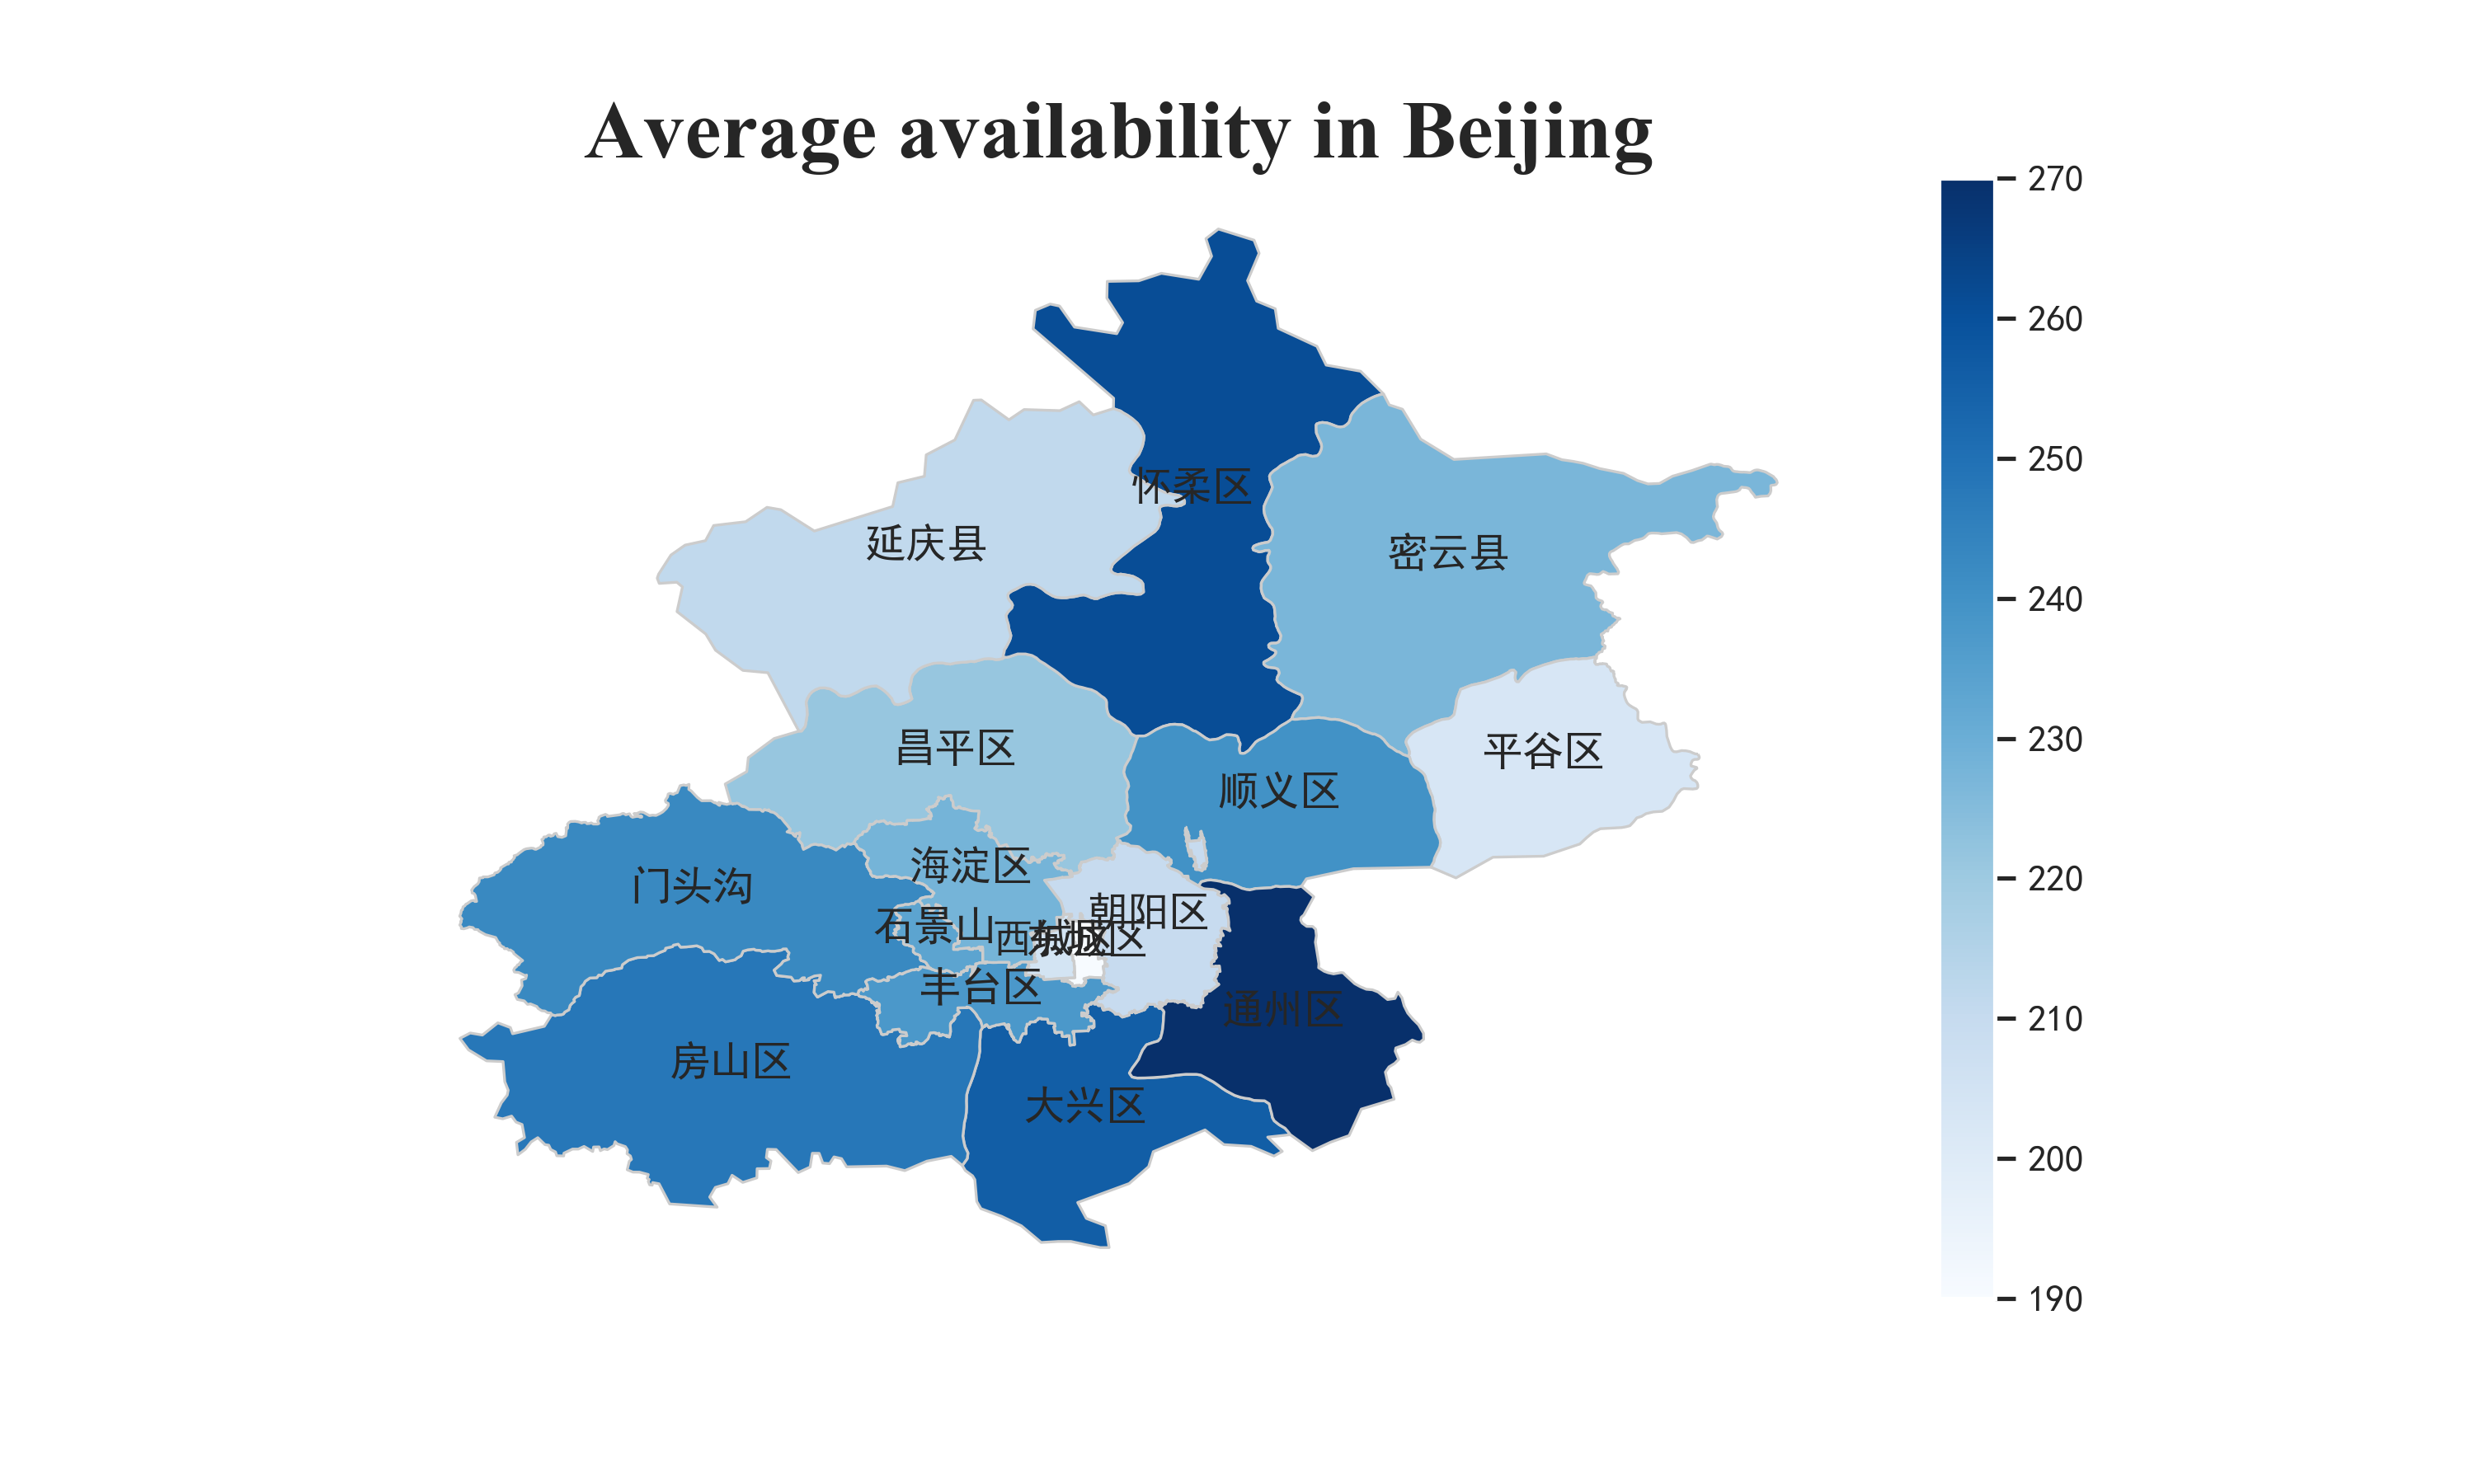 Average availability in Beijing
270
260
250
240
230
220
210
200
190
怀柔区
延庆县
密云县
昌平区
平谷区
顺义区
海淀区
门头沟
朝阳区
石景山
西城区
东城区
丰台区
通州区
房山区
大兴区